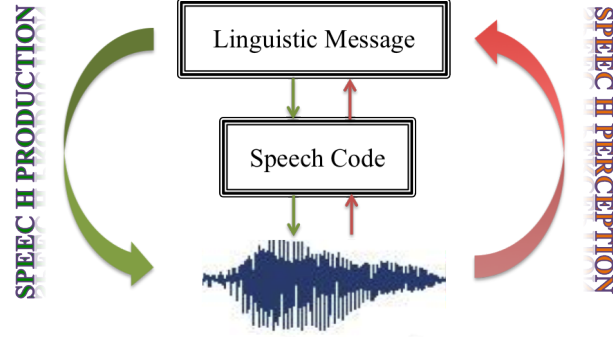 SPEEC H PRODUCTION
Linguistic Message
Speech Code
SPEEC H PERCEPTION